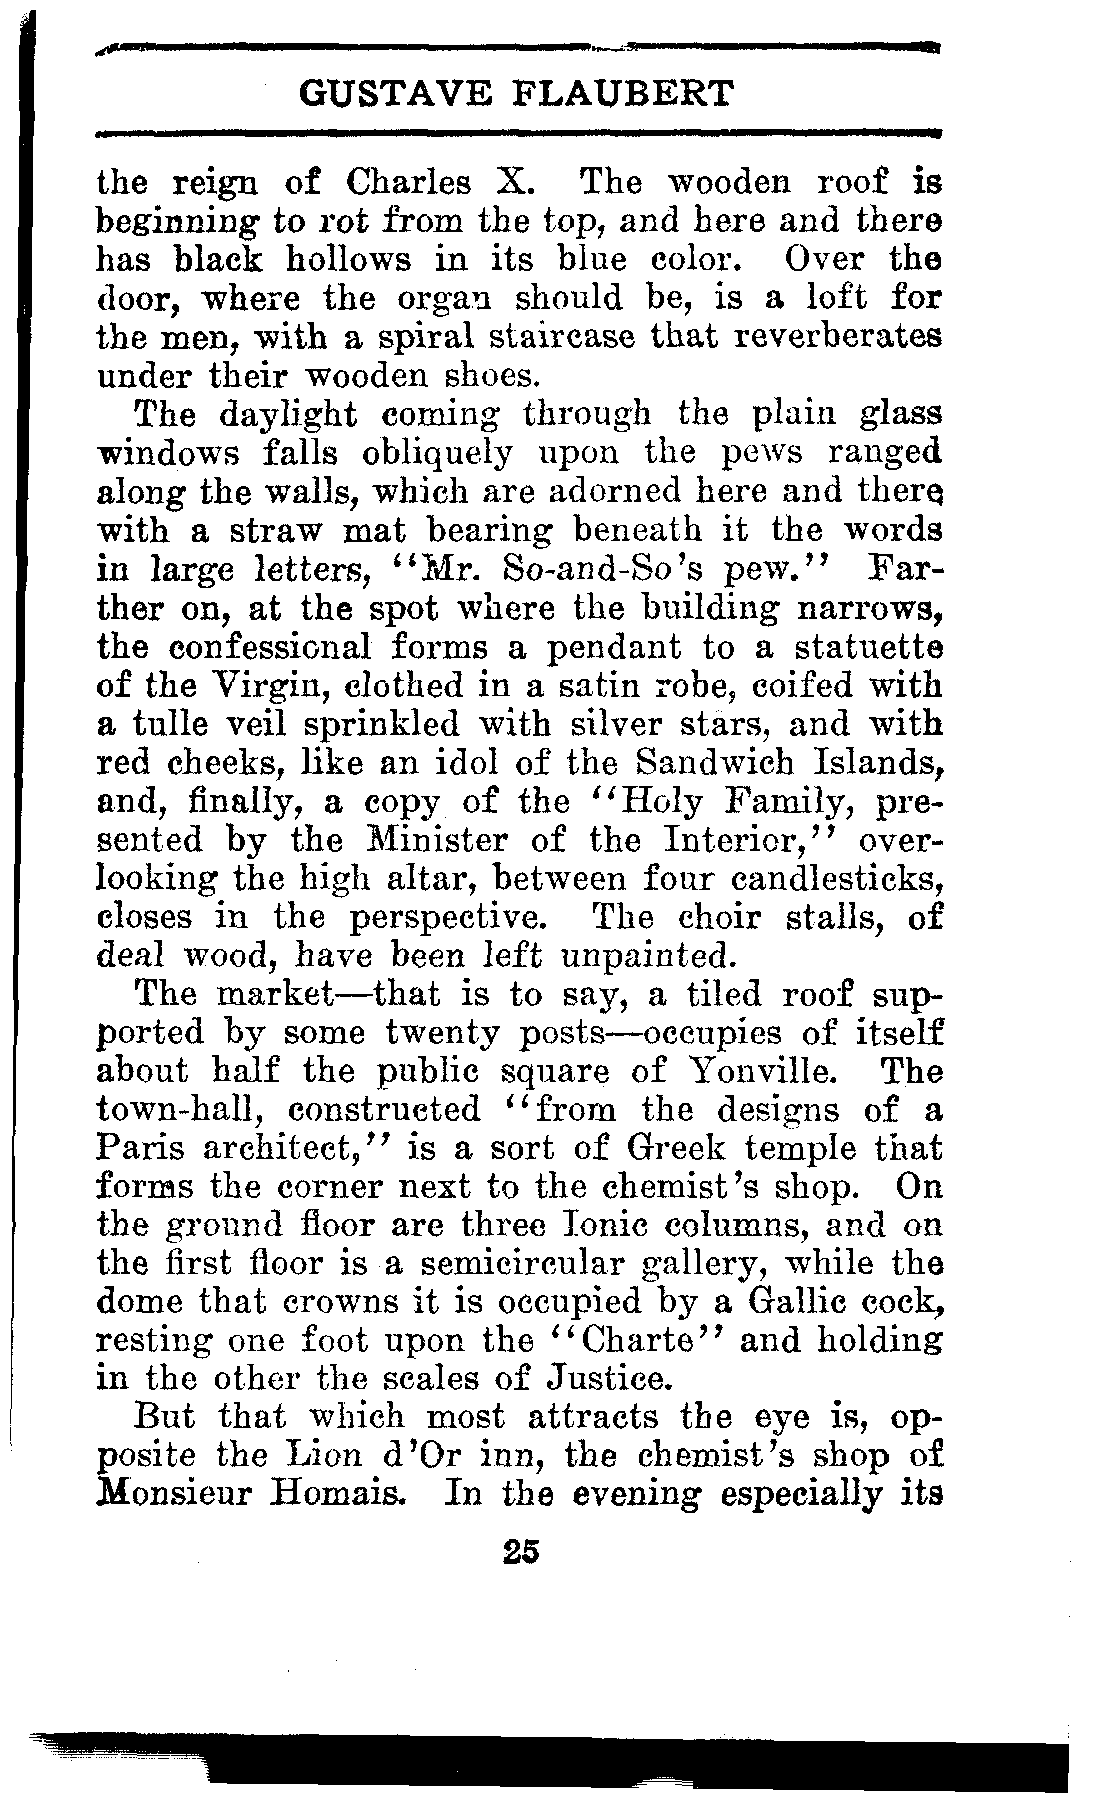 GUSTAVE FLAUBERT
the reign of Charles X. The wooden roof is
beginning to rot from the top, and here and there
has black hollows in its blue color. Over the
door, where the organ should be, is a loft for
the men, with a spiral staircase that reverberates
under their wooden shoes.
The daylight coming through the plain glass
windows falls obliquely upon the pews ranged
along the walls, which are adorned here and there
with a straw mat bearing beneath it the words
in large letters, "Mr. So-and-So's pew." Far-
ther on, at the spot where the building narrows,
the confessional forms a pendant to a statuette
of the Virgin, clothed in a satin robe, coifed with
a tulle veil sprinkled with silver stars, and with
red cheeks, like an idol of the Sandwich Islands,
and, finally, a copy of the "Holy Family, pre-
sented by the Minister of the Interior," over-
looking the high altar, between four candlesticks,
closes in the perspective. The choir stalls, of
deal wood, have been left unpainted.
The market—that is to say, a tiled roof sup-
ported by some twenty posts—occupies of itself
about half the public square of Yonville. The
town-hall, constructed "from the designs of a
Paris architect," is a sort of Greek temple that
forms the corner next to the chemist's shop. On
the ground floor are three Ionic columns, and on
the first floor is a semicircular gallery, while the
dome that crowns it is occupied by a Gallic cock,
resting one foot upon the "Charte" and holding
in the other the scales of Justice.
But that which most attracts the eye is, op-
posite the Lion d'Or inn, the chemist's shop of
Monsieur Homais. In the evening especially its
25